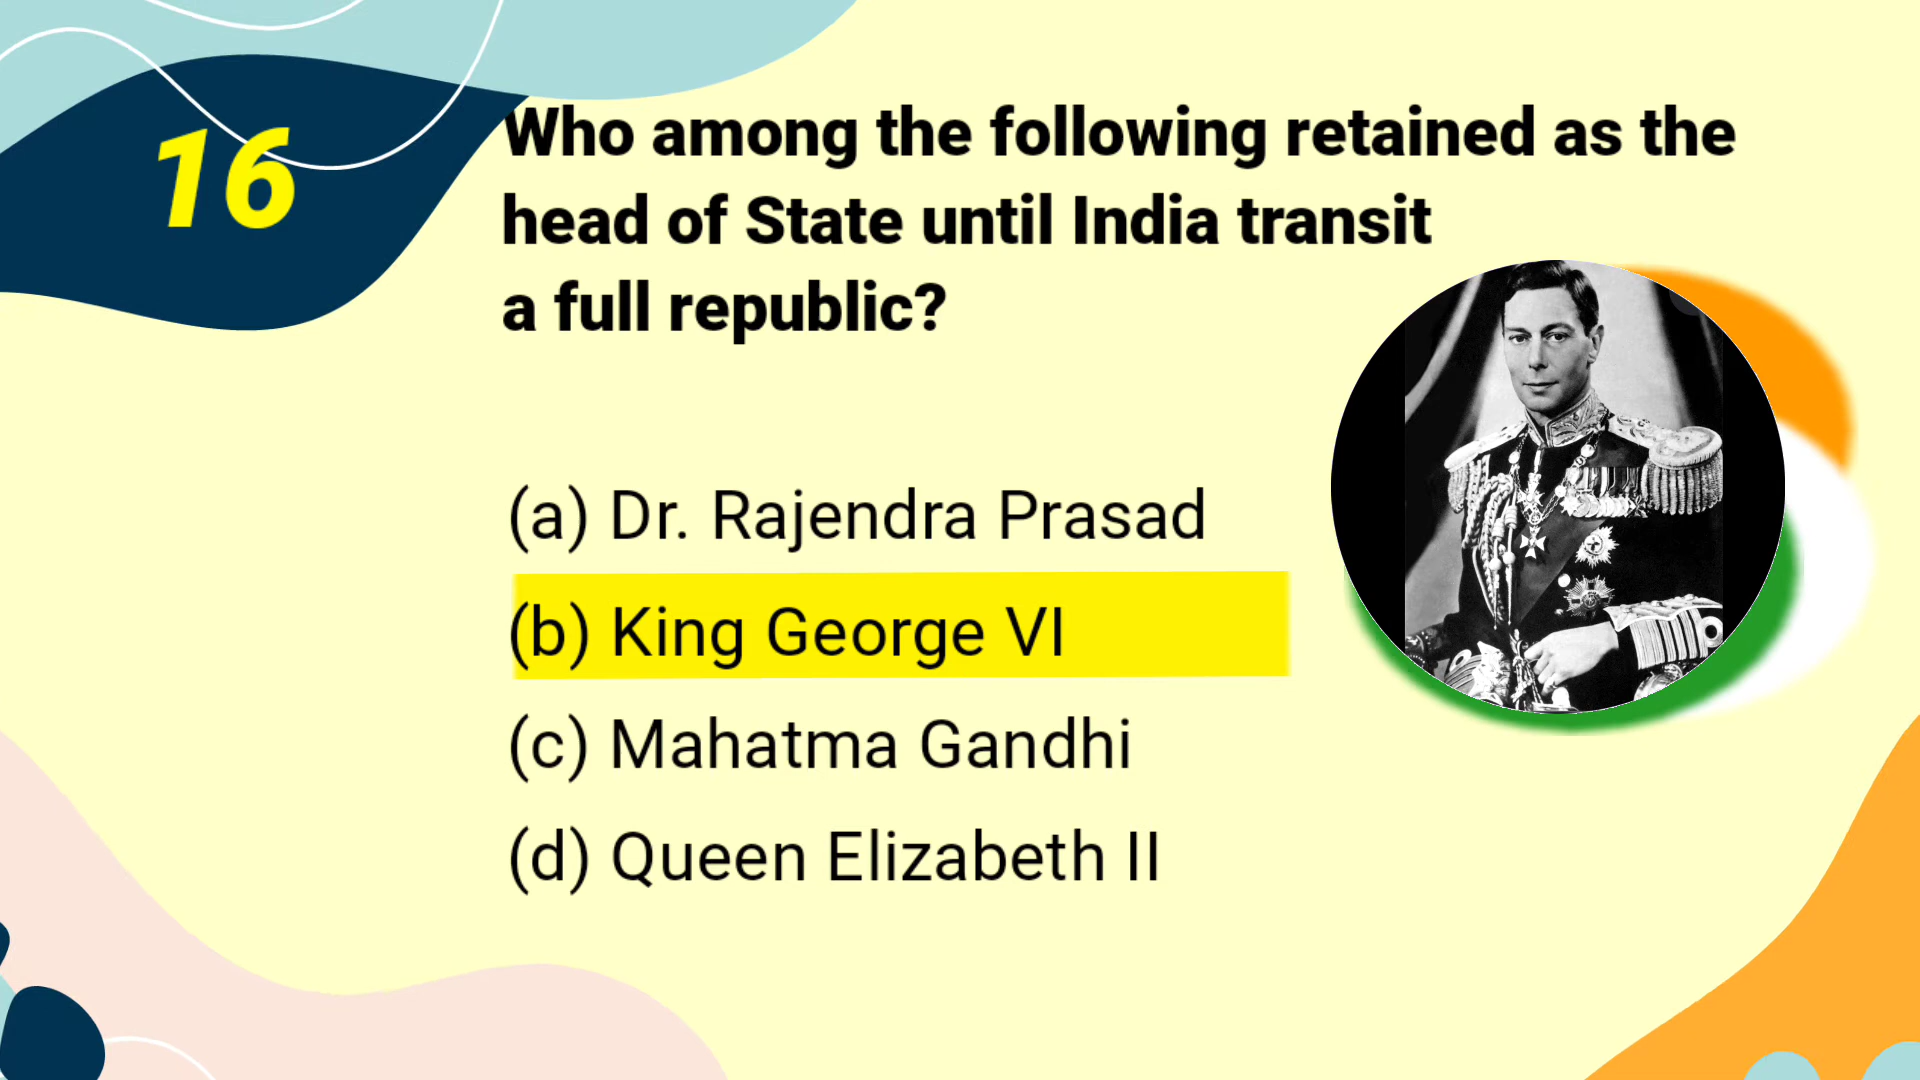 16
Who among the following retained as the
head of State until India transit
a full republic?
(a) Dr. Rajendra Prasad
(b) King George VI
(c) Mahatma Gandhi
(d) Queen Elizabeth II